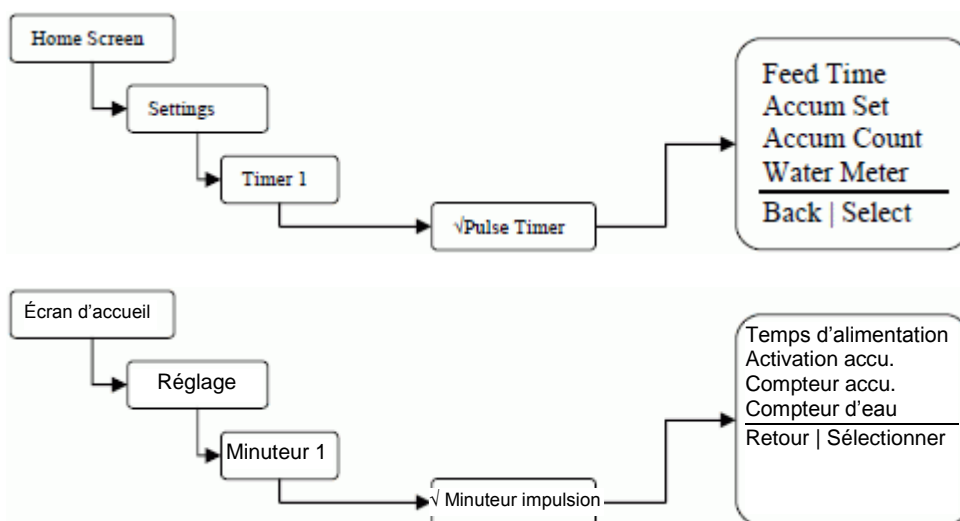 Home Screen
Settings
Timer 1
√Pulse Timer
Feed Time
Accum Set
Accum Count
Water Meter
Back | Select
Écran d’accueil
Réglage
Minuteur 1
√ Minuteur impulsion
Temps d’alimentation
Activation accu.
Compteur accu.
Compteur d’eau
Retour | Sélectionner